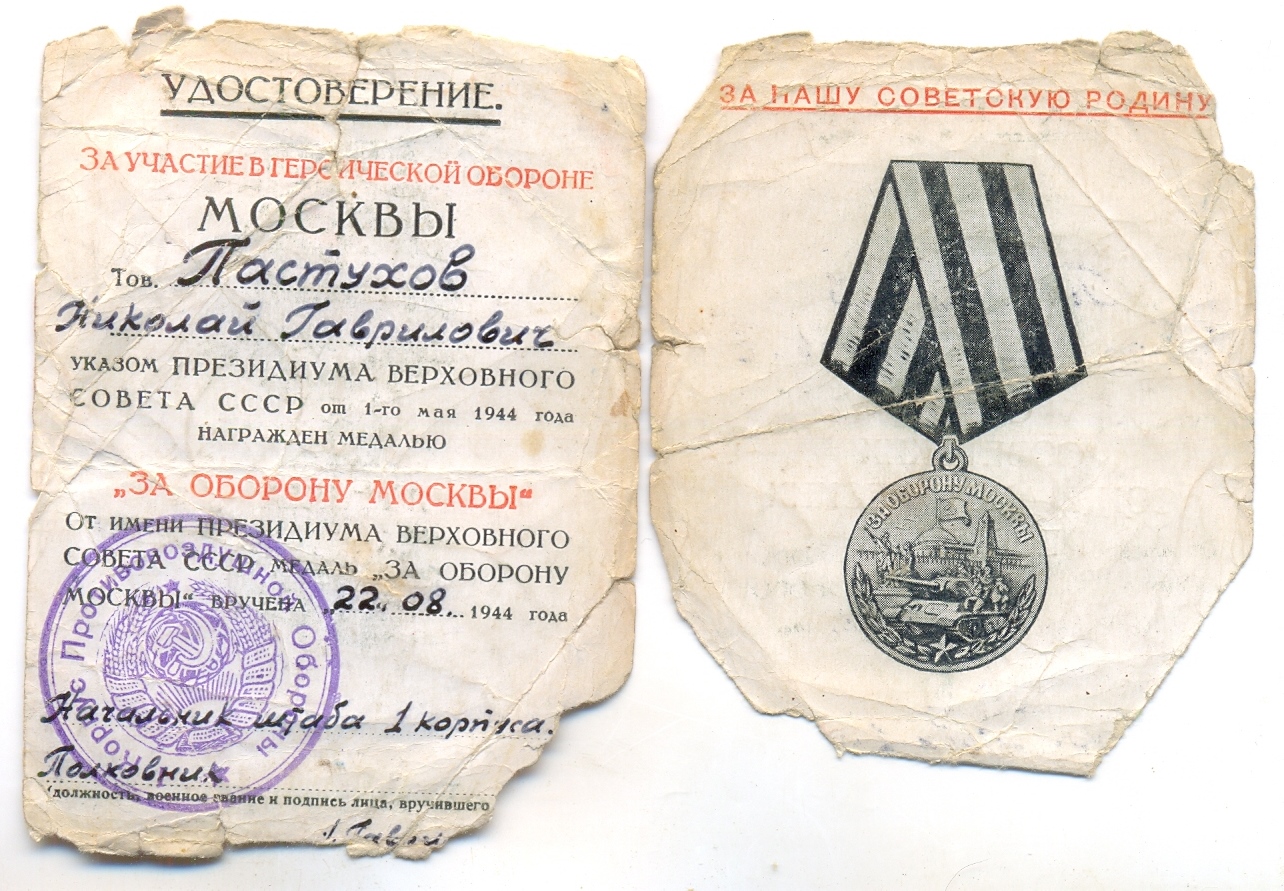 УДОСТОВЕРЕНИЕ.
ЗА УЧАСТИЕ В ГЕРОИЧЕСКОЙ ОБОРОНЕ
МОСКВЫ
Тов. Пастухов
Николай Гаврилович
УКАЗОМ ПРЕЗИДИУМА ВЕРХОВНОГО
СОВЕТА СССР от 1-го мая 1944 года
НАГРАЖДЕН МЕДАЛЬЮ
„ЗА ОБОРОНУ МОСКВЫ“
От имени ПРЕЗИДИУМА ВЕРХОВНОГО
СОВЕТА СССР МЕДАЛЬ „ЗА ОБОРОНУ
МОСКВЫ“ ВРУЧЕНА „22“ 08. 1944 года
Начальник штаба 1 корпуса.
Полковник
(должность, военное звание и подпись лица, вручившего
Корпус Противовоздушной Обороны
ЗА НАШУ СОВЕТСКУЮ РОДИНУ
ЗА ОБОРОНУ МОСКВЫ